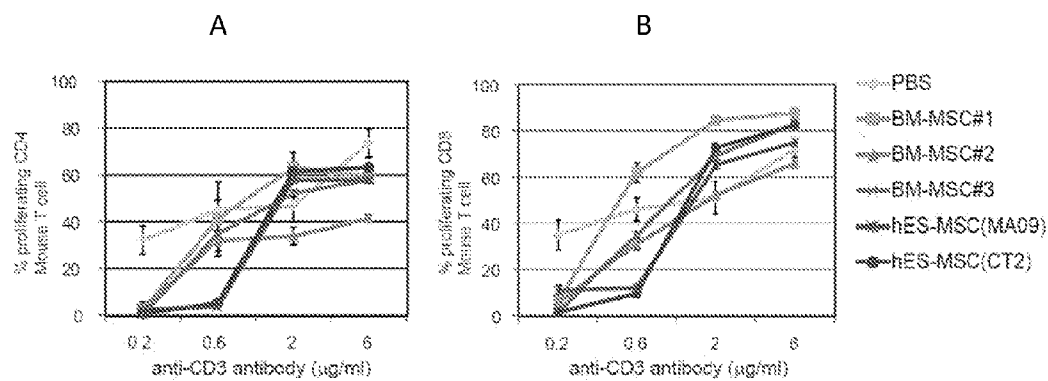 A
B
% proliferating CD4
Mouse T cell
100
80
60
40
20
0
0.2
0.6
2
6
anti-CD3 antibody (µg/ml)
% proliferating CD8
Mouse T cell
100
80
60
40
20
0
0.2
0.6
2
6
anti-CD3 antibody (µg/ml)
PBS
BM-MSC#1
BM-MSC#2
BM-MSC#3
hES-MSC(MA09)
hES-MSC(CT2)